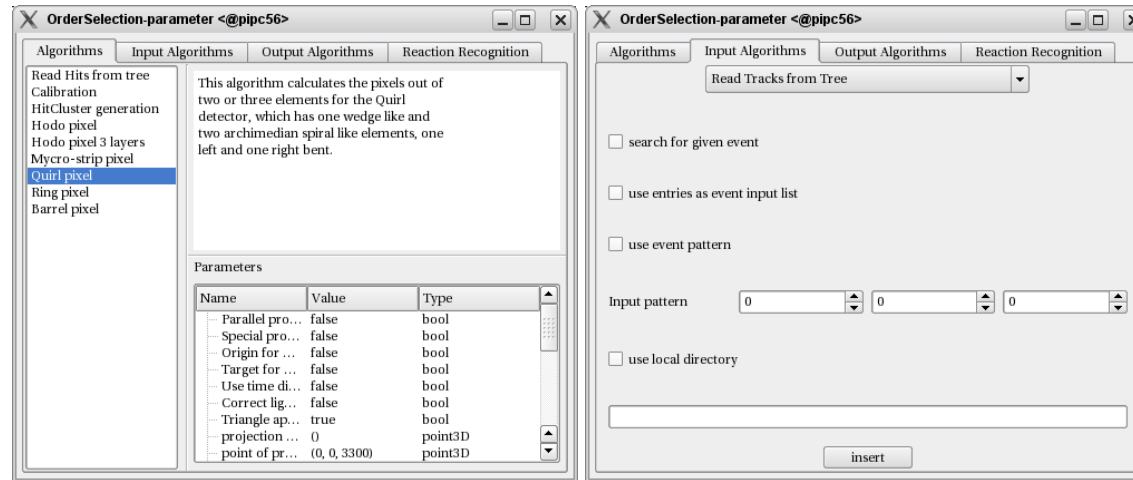 OrderSelection-parameter <@pipc56>
Algorithms Input Algorithms Output Algorithms Reaction Recognition
Read Hits from tree
Calibration
HitCluster generation
Hodo pixel
Hodo pixel 3 layers
Mycro-strip pixel
Quirl pixel
Ring pixel
Barrel pixel
This algorithm calculates the pixels out of
two or three elements for the Quirl
detector, which has one wedge like and
two archimedian spiral like elements, one
left and one right bent.
Parameters
Name Value Type
Parallel pro... false bool
Special pro... false bool
Origin for ... false bool
Target for ... false bool
Use time di... false bool
Correct lig... false bool
Triangle ap... true bool
projection ... () point3D
point of pr... (0, 0, 3300) point3D
OrderSelection-parameter <@pipc56>
Algorithms Input Algorithms Output Algorithms Reaction Recognition
Read Tracks from Tree
search for given event
use entries as event input list
use event pattern
Input pattern 0 0 0
use local directory
insert